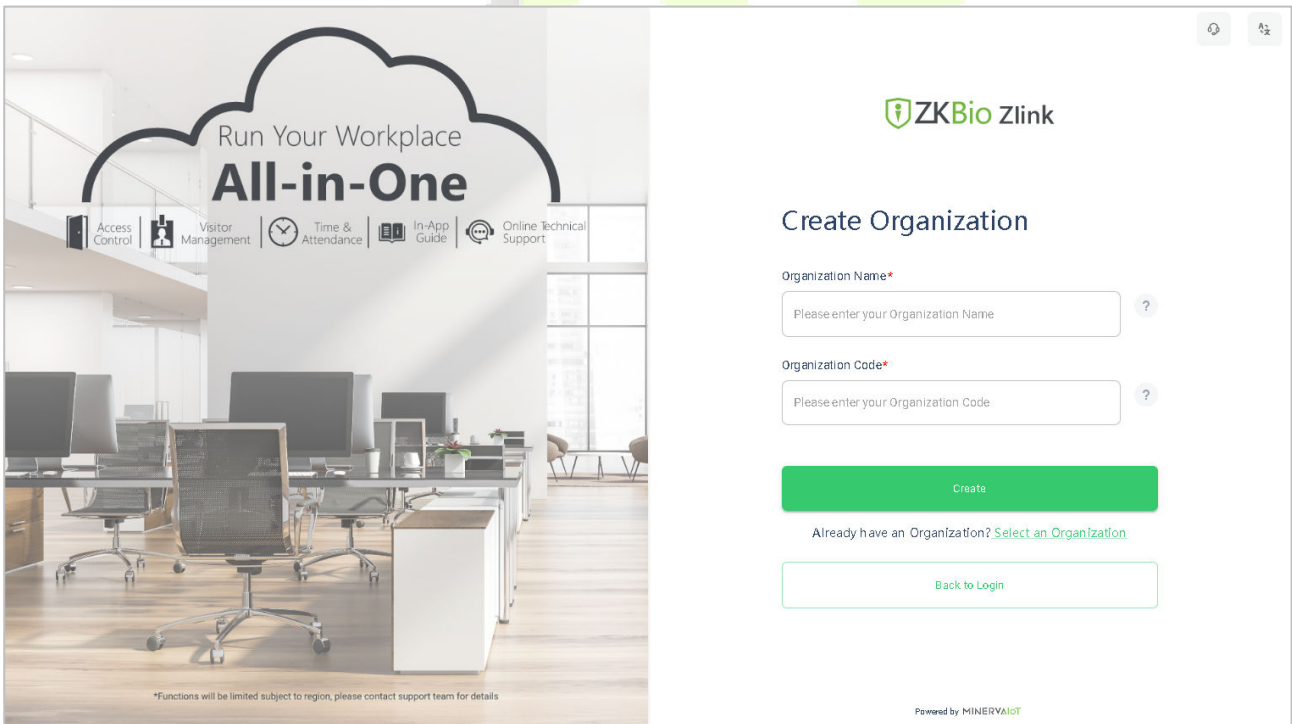 Run Your Workplace
All-in-One
Access Control
Visitor Management
Time & Attendance
In-App Guide
Online Technical Support
*Functions will be limited subject to region, please contact support team for details
ZKBio Zlink
Create Organization
Organization Name*
Please enter your Organization Name
?
Organization Code*
Please enter your Organization Code
?
Create
Already have an Organization? Select an Organization
Back to Login
Powered by MINERVAIoT